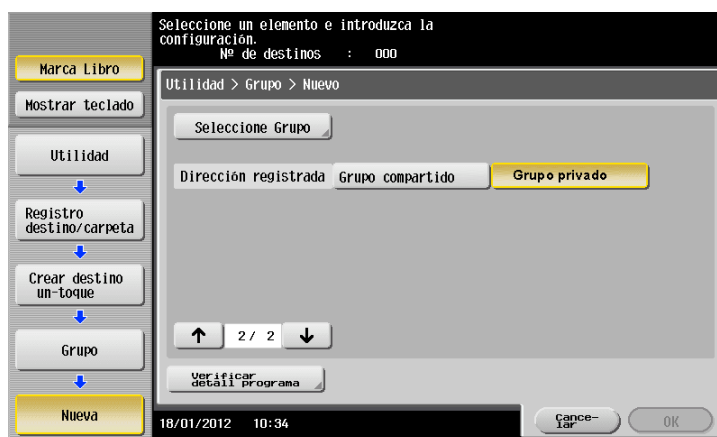 Seleccione un elemento e introduzca la
configuración.
Nº de destinos : 000
Marca Libro
Mostrar teclado
Utilidad
Registro
destino/carpeta
Crear destino
un-toque
Grupo
Nueva
Utilidad > Grupo > Nuevo
Seleccione Grupo
Dirección registrada Grupo compartido Grupo privado
↑ 2/ 2 ↓
Verificar
detall programa
18/01/2012 10:34
Cance-
lar
OK